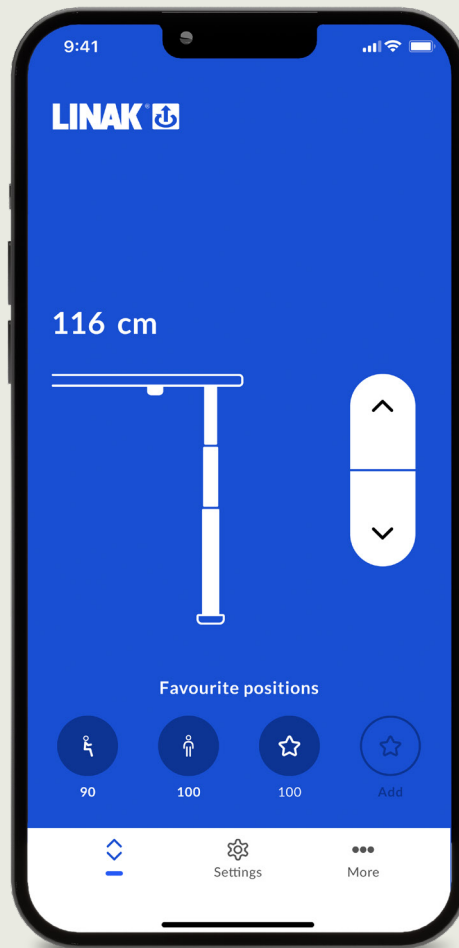 9:41
LINAK®
116 cm
Favourite positions
90 100 100 Add
Settings More